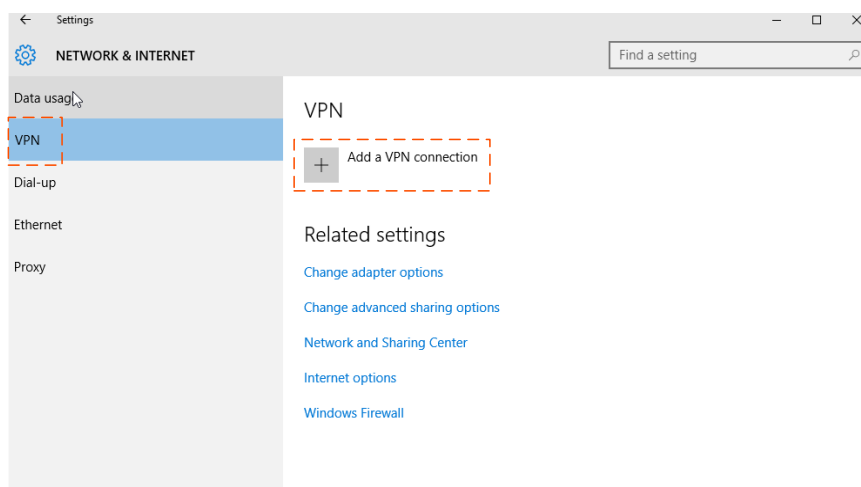 Settings
NETWORK & INTERNET
Find a setting
Data usage
VPN
Dial-up
Ethernet
Proxy
VPN
Add a VPN connection
Related settings
Change adapter options
Change advanced sharing options
Network and Sharing Center
Internet options
Windows Firewall